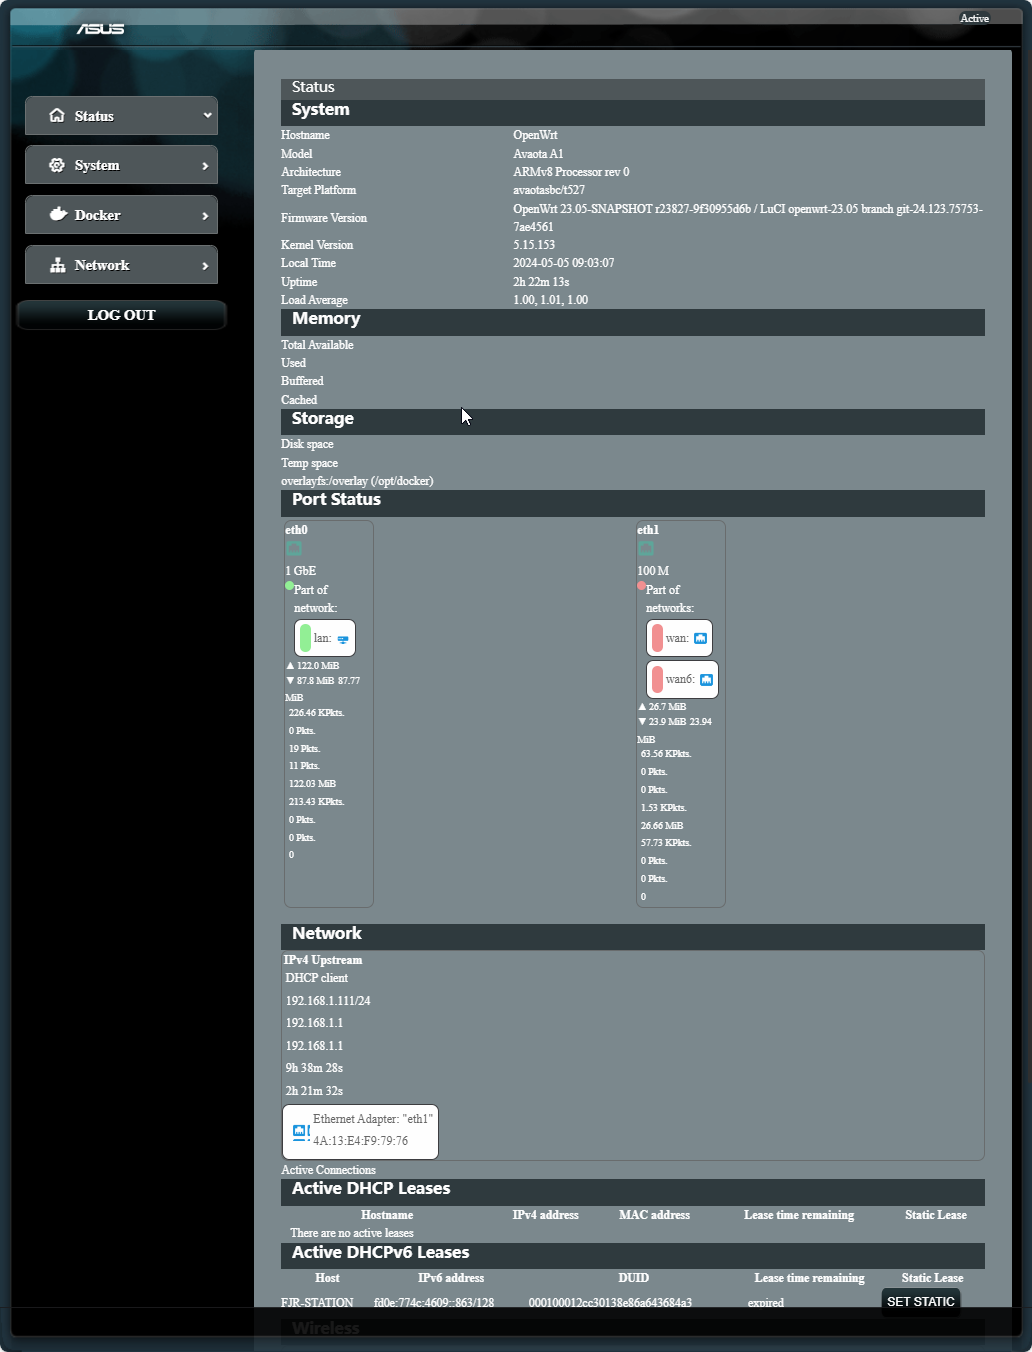 Active
ASUS
Status
System
Docker
Network
LOG OUT
Status
System
Hostname OpenWrt
Model Avaota A1
Architecture ARMv8 Processor rev 0
Target Platform avaotasbc/t527
Firmware Version OpenWrt 23.05-SNAPSHOT r23827-9f30955d6b / LuCI openwrt-23.05 branch git-24.123.75753-
7ae4561
Kernel Version 5.15.153
Local Time 2024-05-05 09:03:07
Uptime 2h 22m 13s
Load Average 1.00, 1.01, 1.00
Memory
Total Available
Used
Buffered
Cached
Storage
Disk space
Temp space
overlayfs:/overlay (/opt/docker)
Port Status
eth0
1 GbE
Part of
network:
lan:
▲ 122.0 MiB
▼ 87.8 MiB 87.77
MiB
226.46 KPkts.
0 Pkts.
19 Pkts.
11 Pkts.
122.03 MiB
213.43 KPkts.
0 Pkts.
0 Pkts.
0
eth1
100 M
Part of
networks:
wan:
wan6:
▲ 26.7 MiB
▼ 23.9 MiB 23.94
MiB
63.56 KPkts.
0 Pkts.
0 Pkts.
1.53 KPkts.
26.66 MiB
57.73 KPkts.
0 Pkts.
0 Pkts.
0
Network
IPv4 Upstream
DHCP client
192.168.1.111/24
192.168.1.1
192.168.1.1
9h 38m 28s
2h 21m 32s
Ethernet Adapter: "eth1"
4A:13:E4:F9:79:76
Active Connections
Active DHCP Leases
Hostname IPv4 address MAC address Lease time remaining Static Lease
There are no active leases
Active DHCPv6 Leases
Host IPv6 address DUID Lease time remaining Static Lease
FJR-STATION fd0e:774c:4609::863/128 000100012cc30138e86a643684a3 expired SET STATIC
Wireless